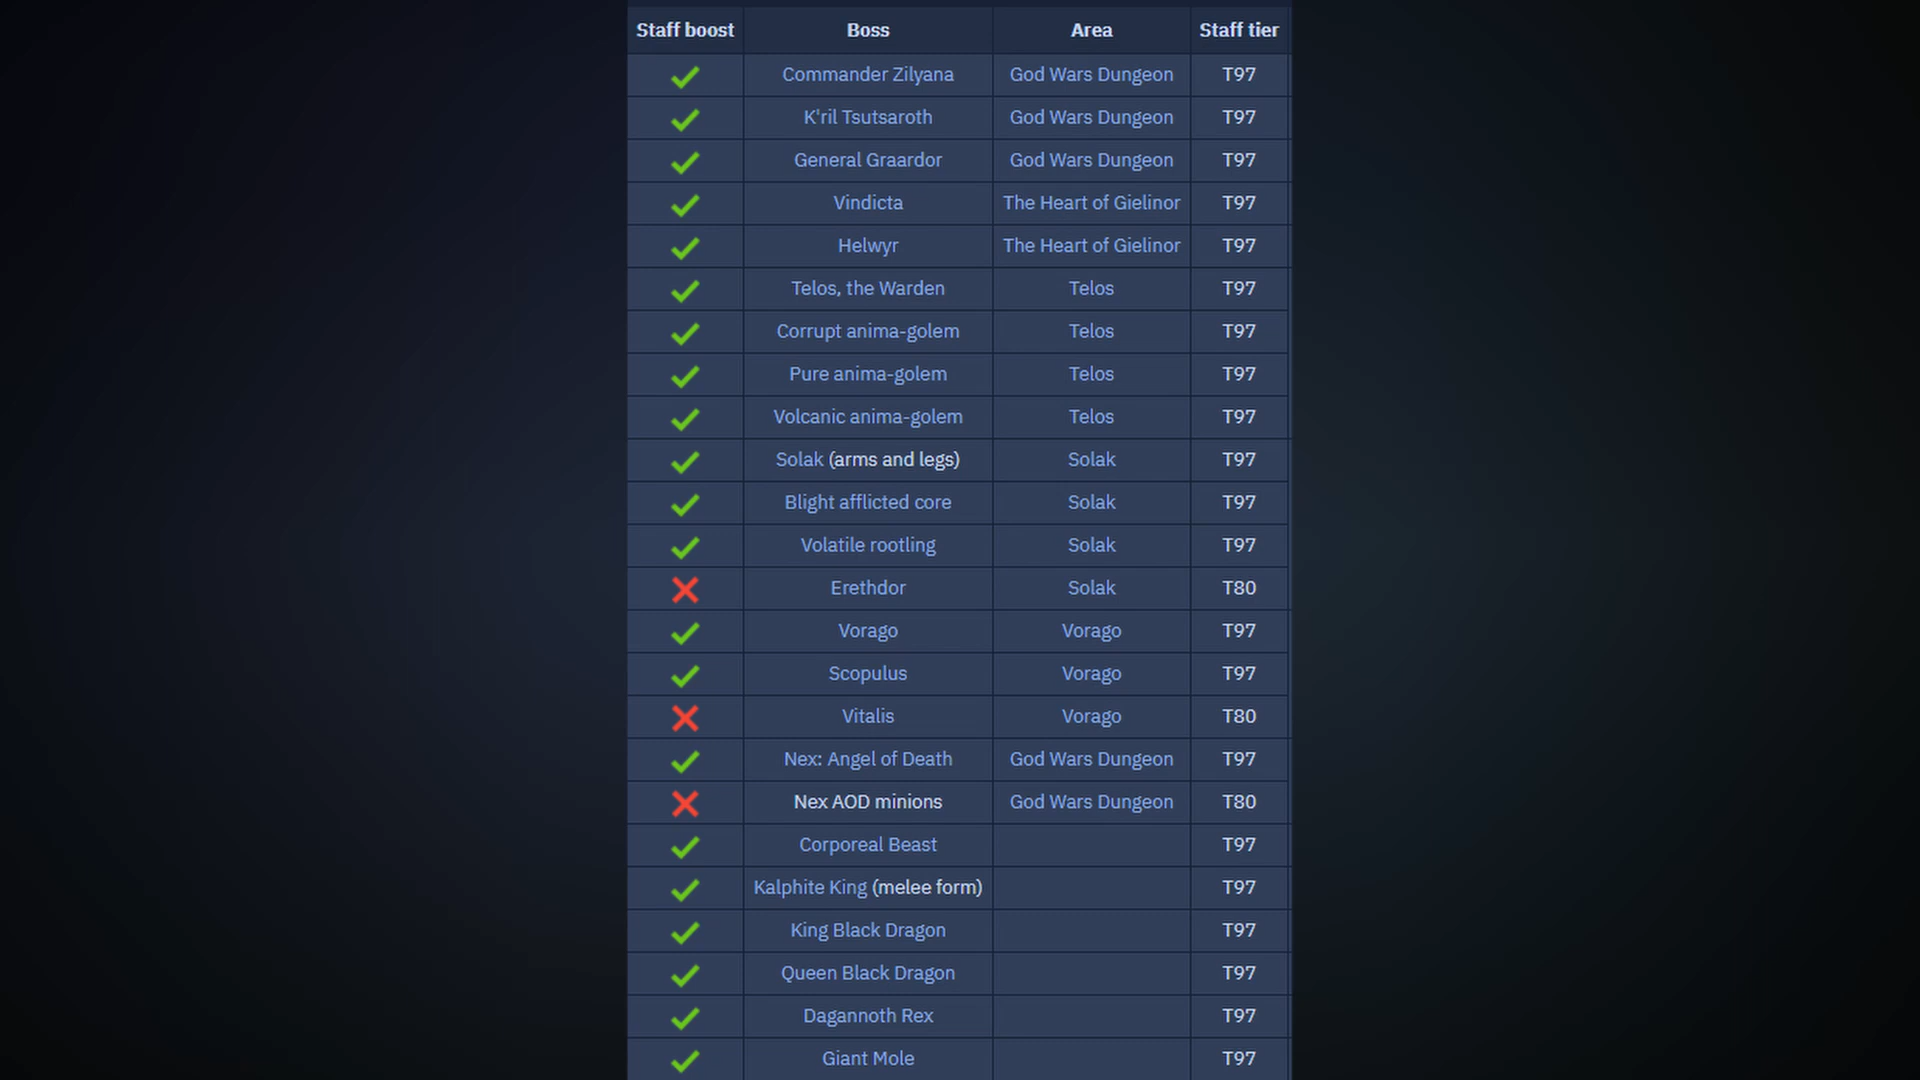 Staff boost Boss Area Staff tier
Commander Zilyana God Wars Dungeon T97
K'ril Tsutsaroth God Wars Dungeon T97
General Graardor God Wars Dungeon T97
Vindicta The Heart of Gielinor T97
Helwyr The Heart of Gielinor T97
Telos, the Warden Telos T97
Corrupt anima-golem Telos T97
Pure anima-golem Telos T97
Volcanic anima-golem Telos T97
Solak (arms and legs) Solak T97
Blight afflicted core Solak T97
Volatile rootling Solak T97
Erethdor Solak T80
Vorago Vorago T97
Scopulus Vorago T97
Vitalis Vorago T80
Nex: Angel of Death God Wars Dungeon T97
Nex AOD minions God Wars Dungeon T80
Corporeal Beast T97
Kalphite King (melee form) T97
King Black Dragon T97
Queen Black Dragon T97
Dagannoth Rex T97
Giant Mole T97